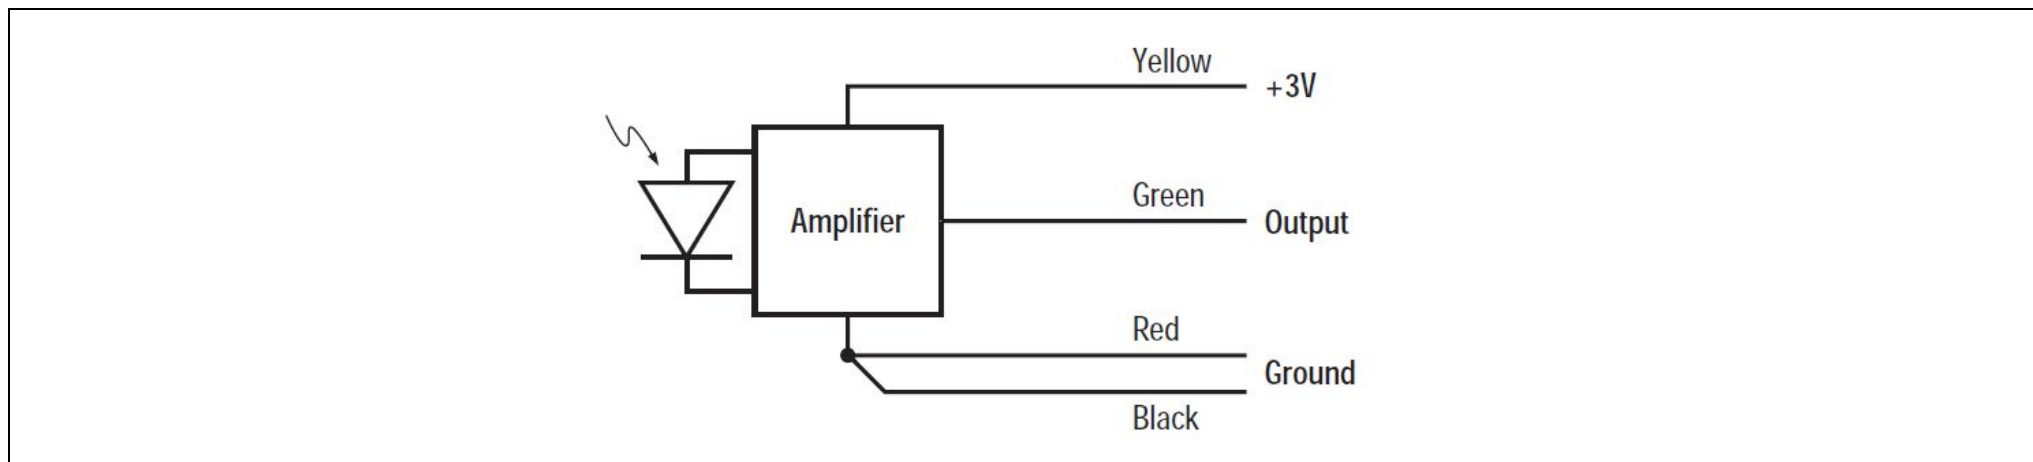 Yellow
+3V
Green
Amplifier
Output
Red
Ground
Black